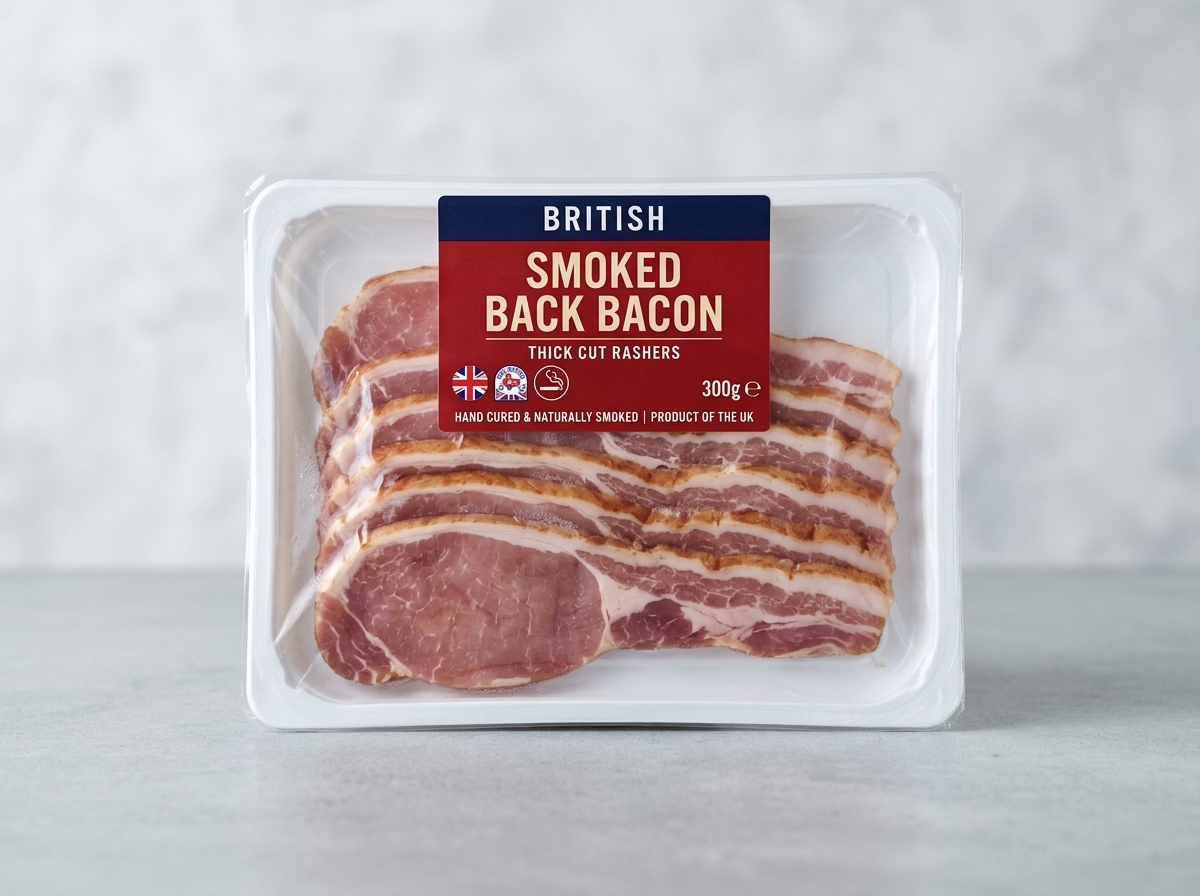 BRITISH
SMOKED
BACK BACON
THICK CUT RASHERS
300g ℮
HAND CURED & NATURALLY SMOKED | PRODUCT OF THE UK